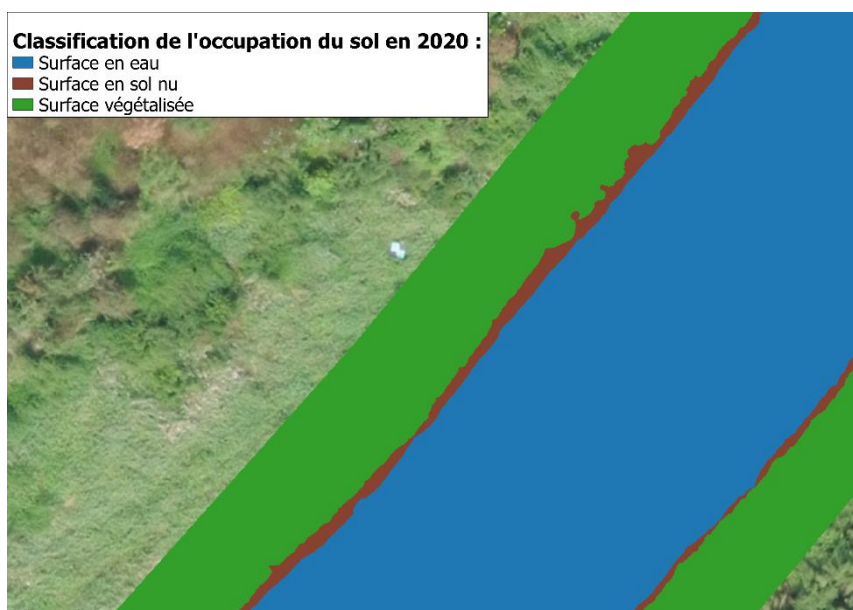 Classification de l'occupation du sol en 2020 :
Surface en eau
Surface en sol nu
Surface végétalisée